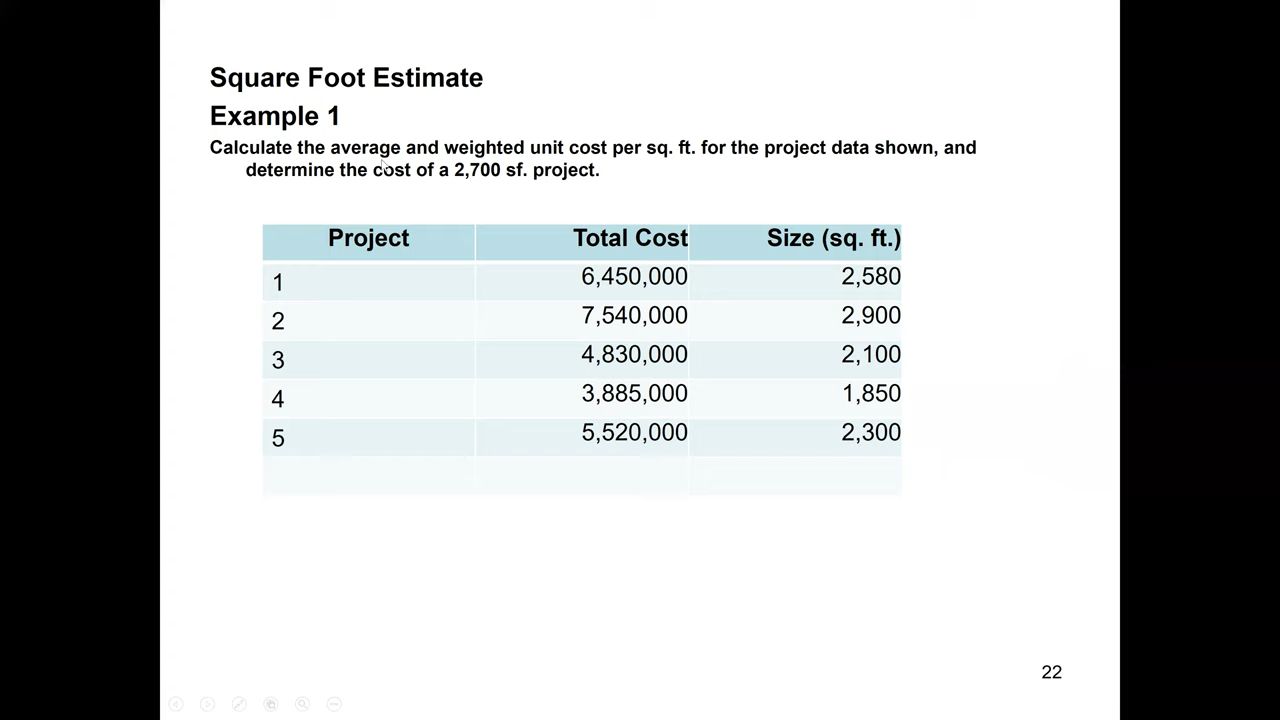 Square Foot Estimate
Example 1
Calculate the average and weighted unit cost per sq. ft. for the project data shown, and
determine the cost of a 2,700 sf. project.
Project Total Cost Size (sq. ft.)
1 6,450,000 2,580
2 7,540,000 2,900
3 4,830,000 2,100
4 3,885,000 1,850
5 5,520,000 2,300
22